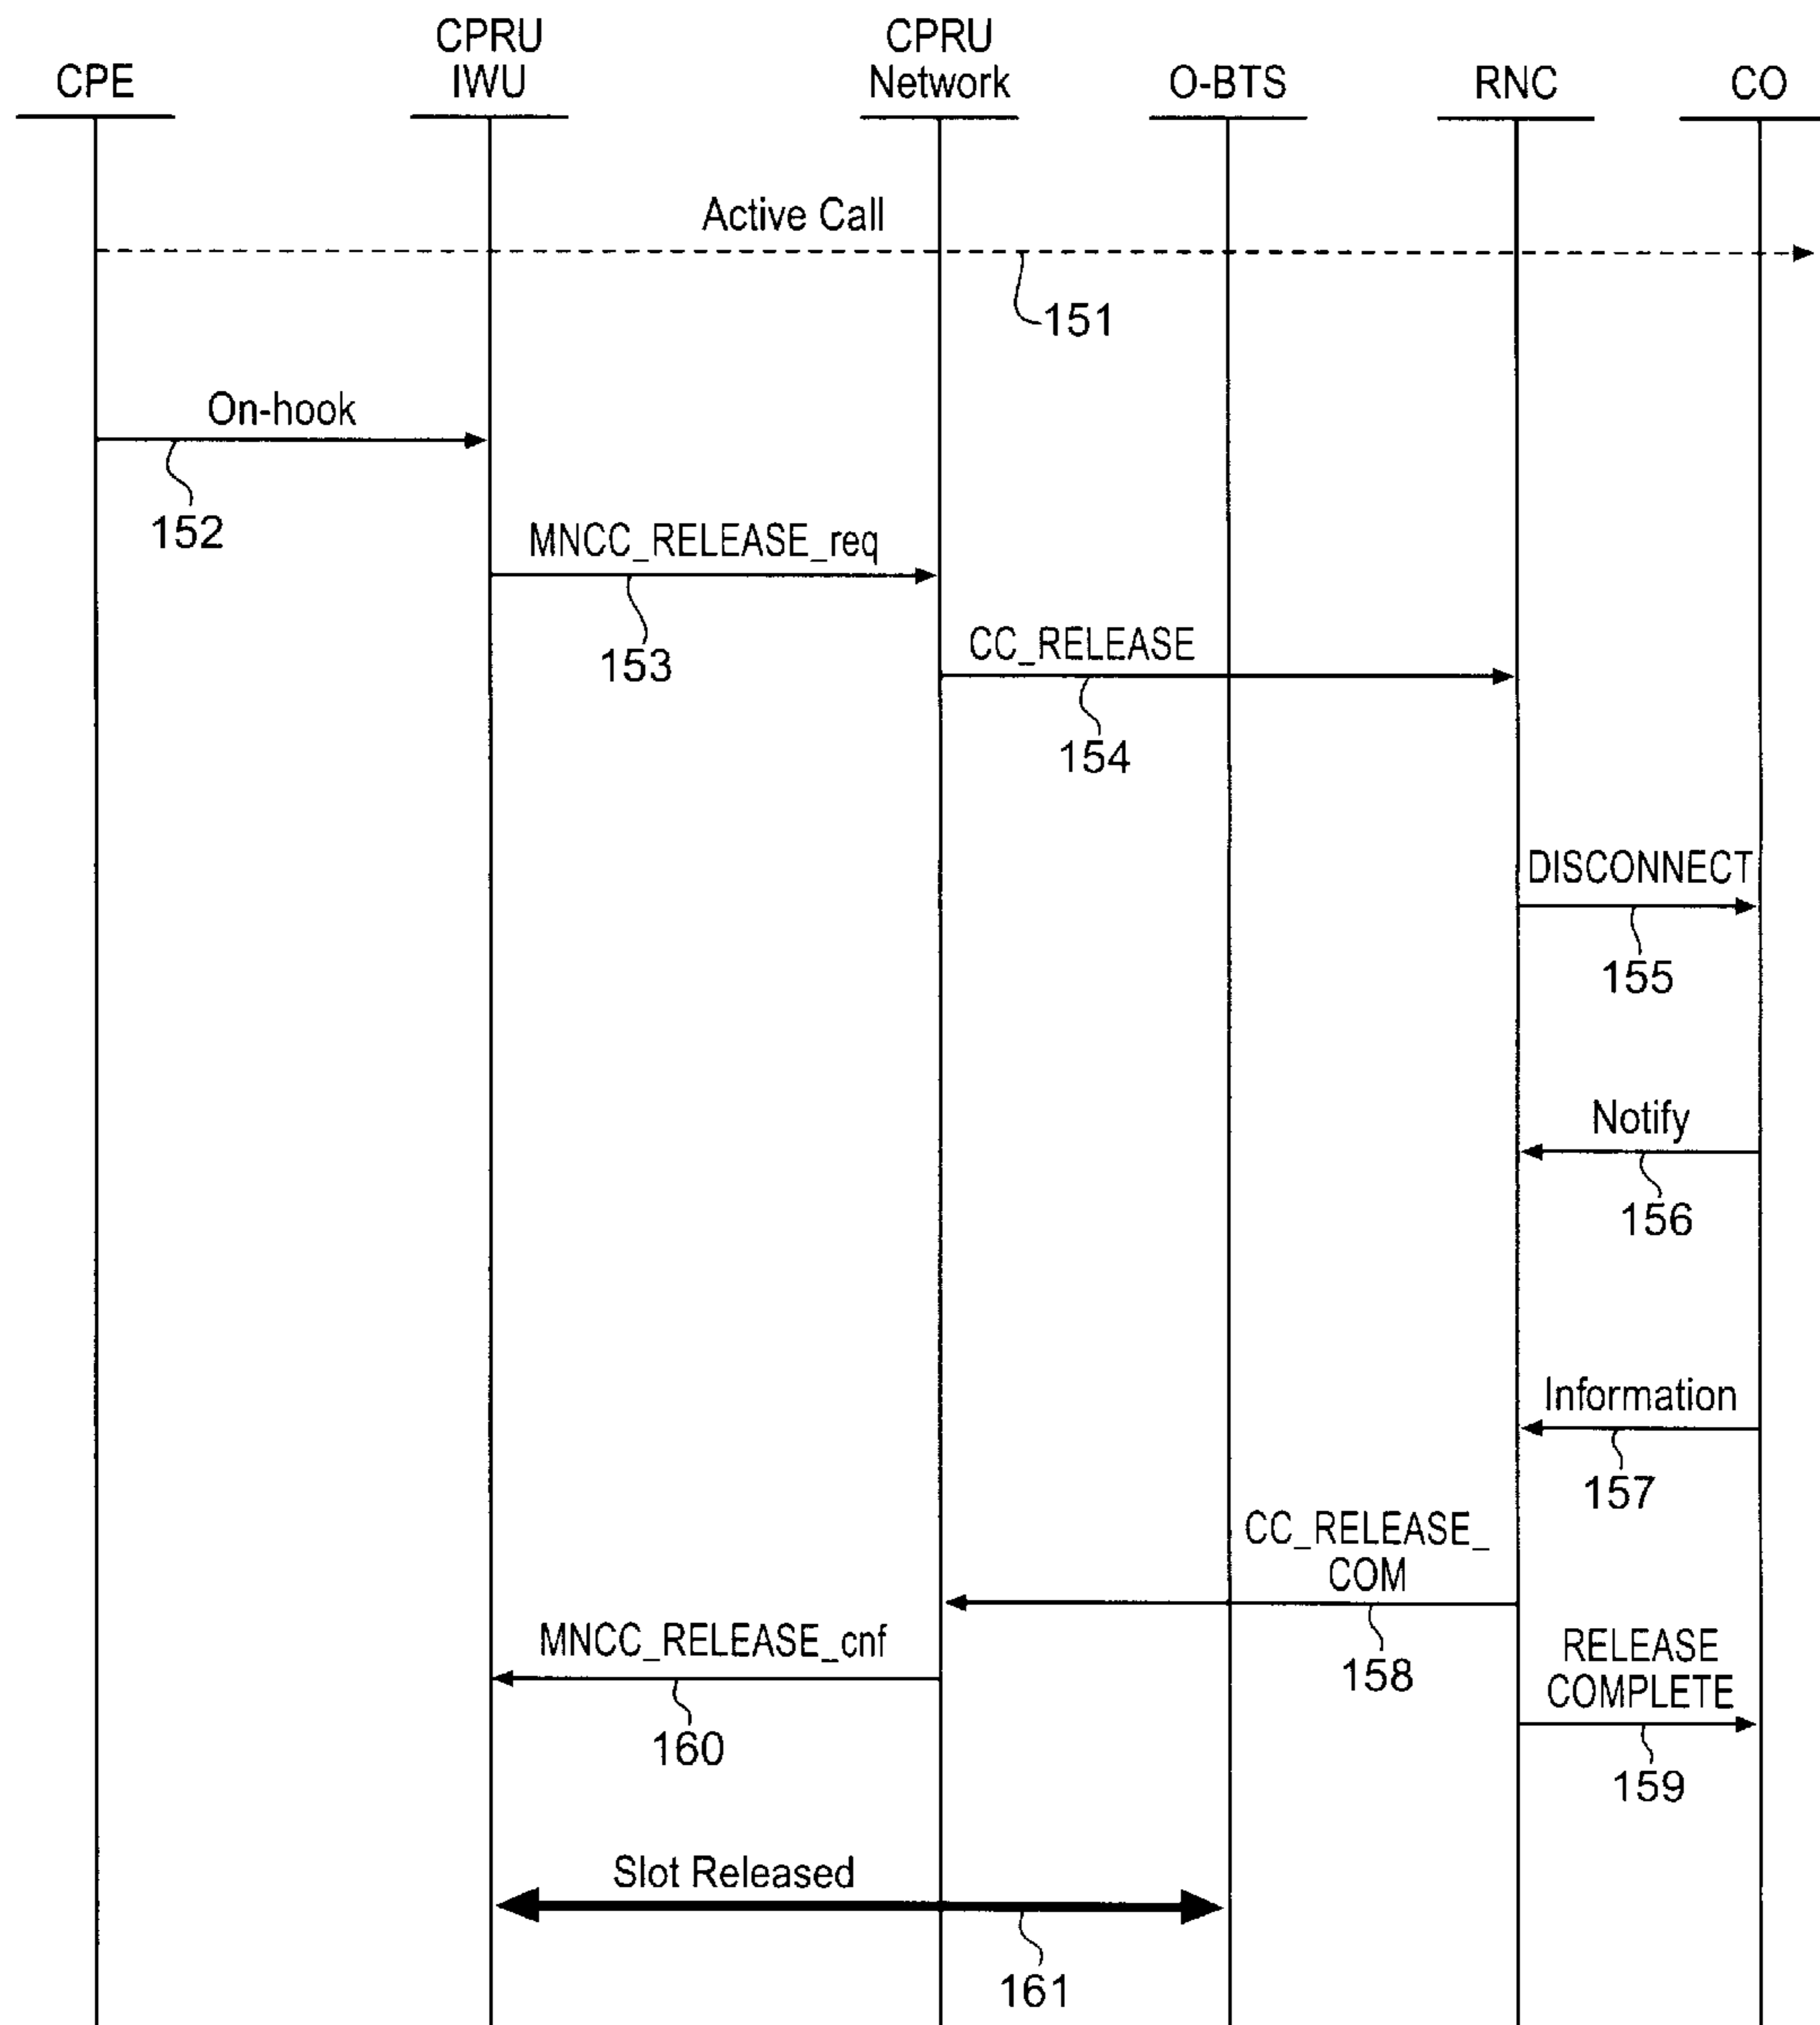 CPE
CPRU
IWU
CPRU
Network
O-BTS
RNC
CO
Active Call
151
On-hook
152
MNCC_RELEASE_req
153
CC_RELEASE
154
DISCONNECT
155
Notify
156
Information
157
CC_RELEASE_
COM
158
MNCC_RELEASE_cnf
160
RELEASE
COMPLETE
159
Slot Released
161